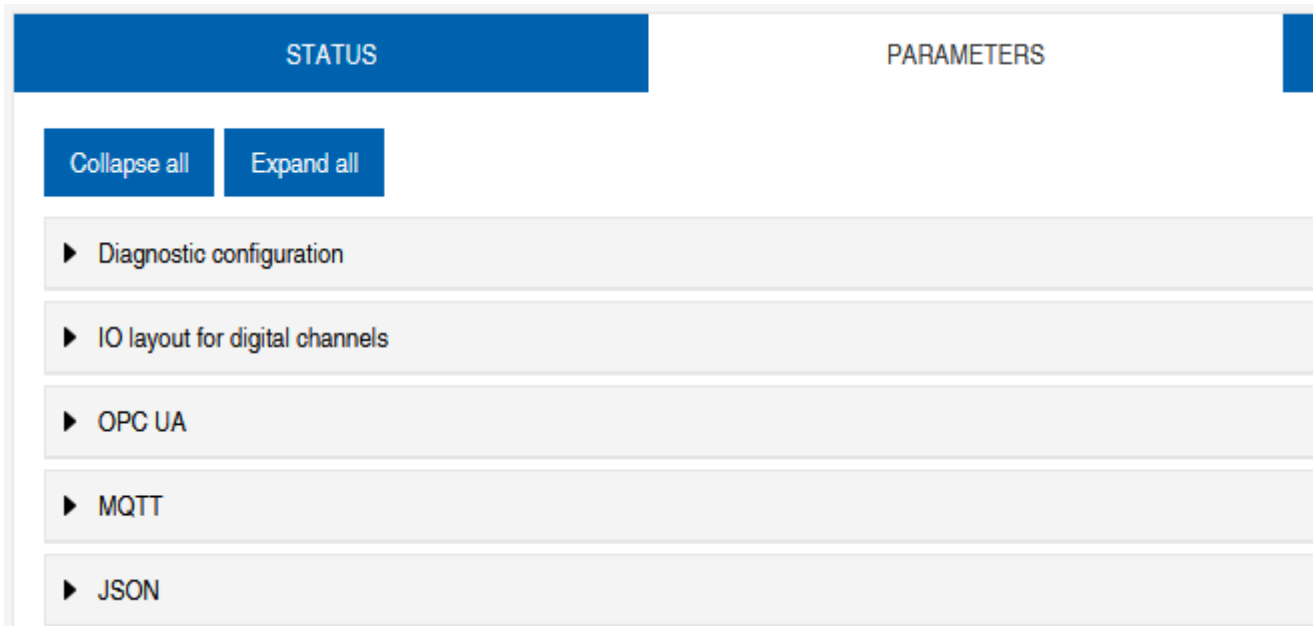 STATUS PARAMETERS
Collapse all Expand all
Diagnostic configuration
IO layout for digital channels
OPC UA
MQTT
JSON